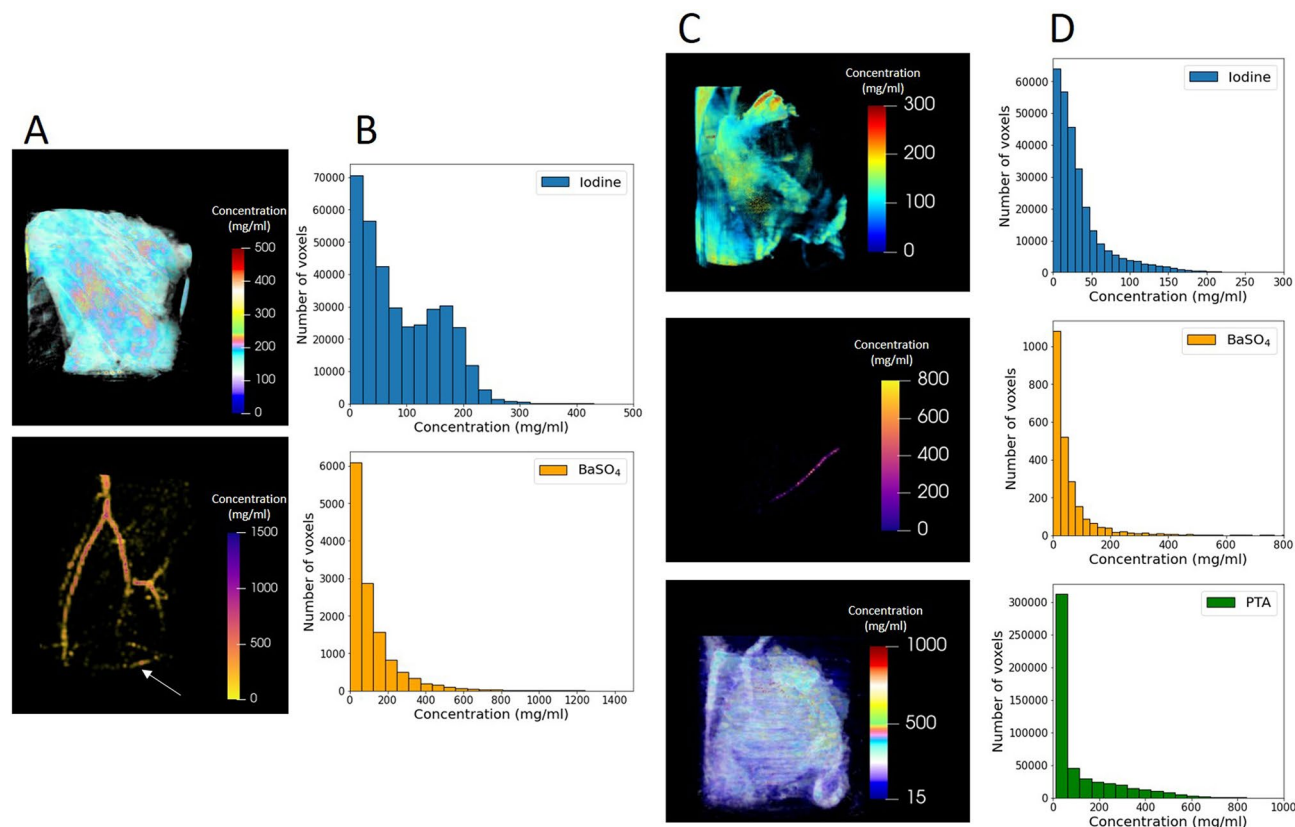 A
Concentration
(mg/ml)
500
400
300
200
100
0
Concentration
(mg/ml)
1500
1000
500
0
B
Iodine
Number of voxels
70000
60000
50000
40000
30000
20000
10000
0
0 100 200 300 400 500
Concentration (mg/ml)
BaSO₄
Number of voxels
6000
5000
4000
3000
2000
1000
0
0 200 400 600 800 1000 1200 1400
Concentration (mg/ml)
C
Concentration
(mg/ml)
300
200
100
0
Concentration
(mg/ml)
800
600
400
200
0
Concentration
(mg/ml)
1000
500
15
D
Iodine
Number of voxels
60000
50000
40000
30000
20000
10000
0
0 50 100 150 200 250 300
Concentration (mg/ml)
BaSO₄
Number of voxels
1000
800
600
400
200
0
0 200 400 600 800
Concentration (mg/ml)
PTA
Number of voxels
300000
250000
200000
150000
100000
50000
0
0 200 400 600 800 1000
Concentration (mg/ml)